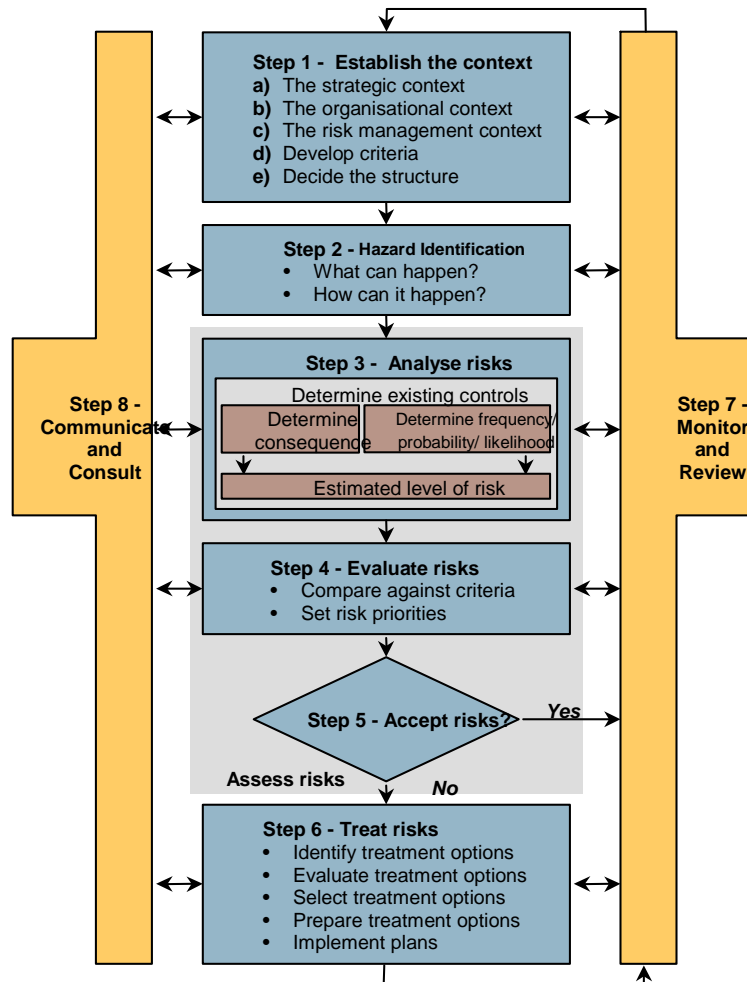 Step 1 - Establish the context
a) The strategic context
b) The organisational context
c) The risk management context
d) Develop criteria
e) Decide the structure
Step 2 - Hazard Identification
• What can happen?
• How can it happen?
Step 3 - Analyse risks
Determine existing controls
Determine
consequence
Determine frequency/
probability/ likelihood
Estimated level of risk
Step 8 -
Communicate
and
Consult
Step 7 -
Monitor
and
Review
Step 4 - Evaluate risks
• Compare against criteria
• Set risk priorities
Step 5 - Accept risks?
Yes
Assess risks
No
Step 6 - Treat risks
• Identify treatment options
• Evaluate treatment options
• Select treatment options
• Prepare treatment options
• Implement plans